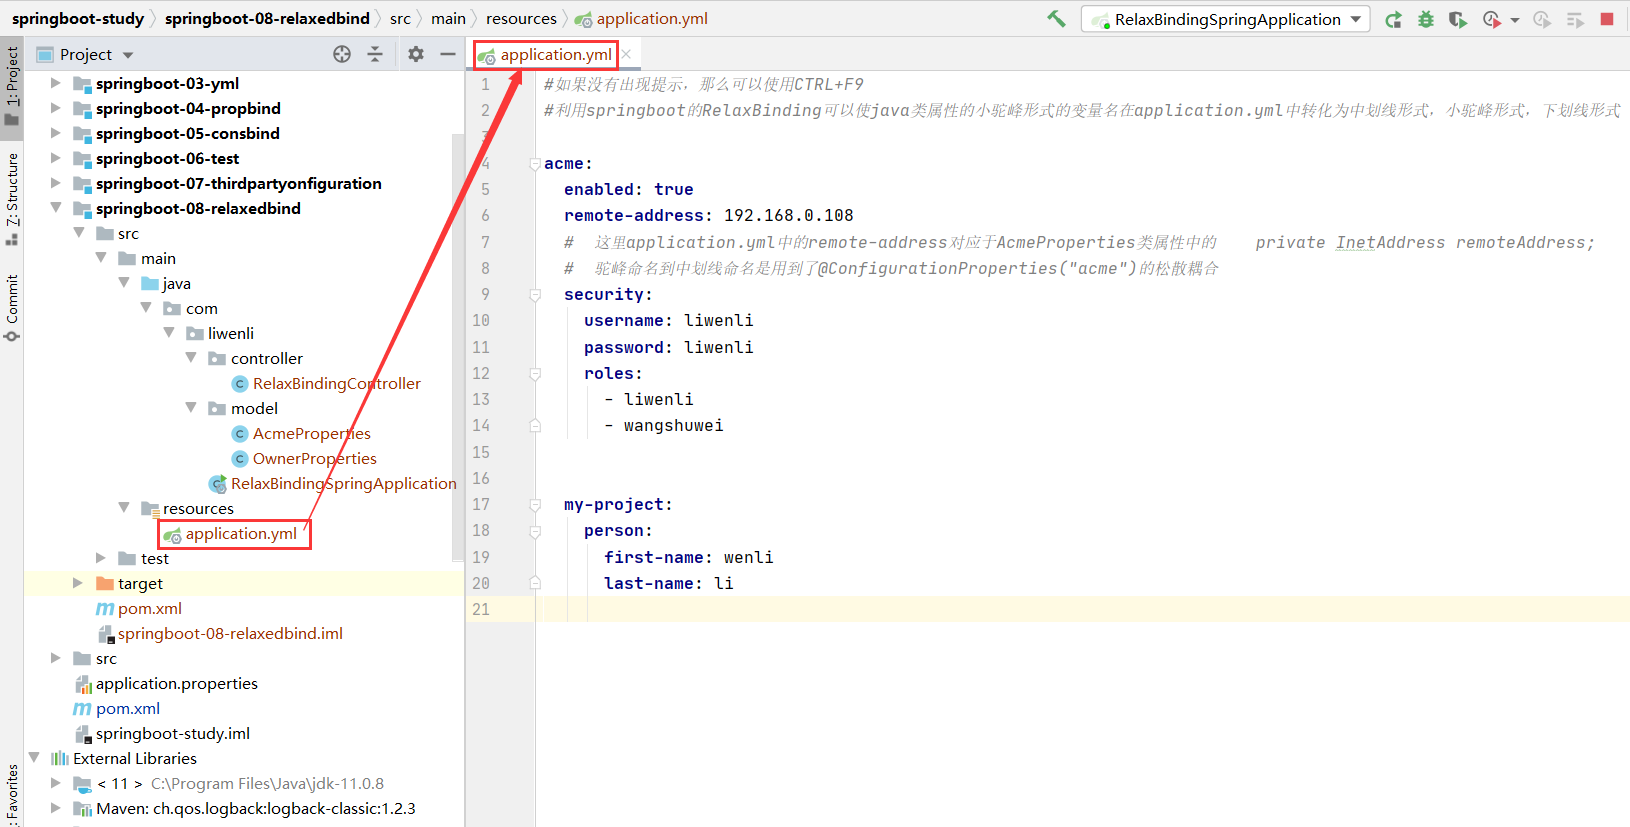 springboot-study 〉 springboot-08-relaxedbind 〉 src 〉 main 〉 resources 〉 application.yml
RelaxBindingSpringApplication
1: Project
Z: Structure
Commit
: Favorites
Project
springboot-03-yml
springboot-04-propbind
springboot-05-consbind
springboot-06-test
springboot-07-thirdpartyonfiguration
springboot-08-relaxedbind
src
main
java
com
liwenli
controller
RelaxBindingController
model
AcmeProperties
OwnerProperties
RelaxBindingSpringApplication
resources
application.yml
test
target
pom.xml
springboot-08-relaxedbind.iml
src
application.properties
pom.xml
springboot-study.iml
External Libraries
< 11 > C:\Program Files\Java\jdk-11.0.8
Maven: ch.qos.logback:logback-classic:1.2.3
application.yml
1 #如果没有出现提示，那么可以使用CTRL+F9
2 #利用springboot的RelaxBinding可以使java类属性的小驼峰形式的变量名在application.yml中转化为中划线形式，小驼峰形式，下划线形式
3
4 acme:
5 enabled: true
6 remote-address: 192.168.0.108
7 # 这里application.yml中的remote-address对应于AcmeProperties类属性中的 private InetAddress remoteAddress;
8 # 驼峰命名到中划线命名是用到了@ConfigurationProperties("acme")的松散耦合
9 security:
10 username: liwenli
11 password: liwenli
12 roles:
13 - liwenli
14 - wangshuwei
15
16
17 my-project:
18 person:
19 first-name: wenli
20 last-name: li
21